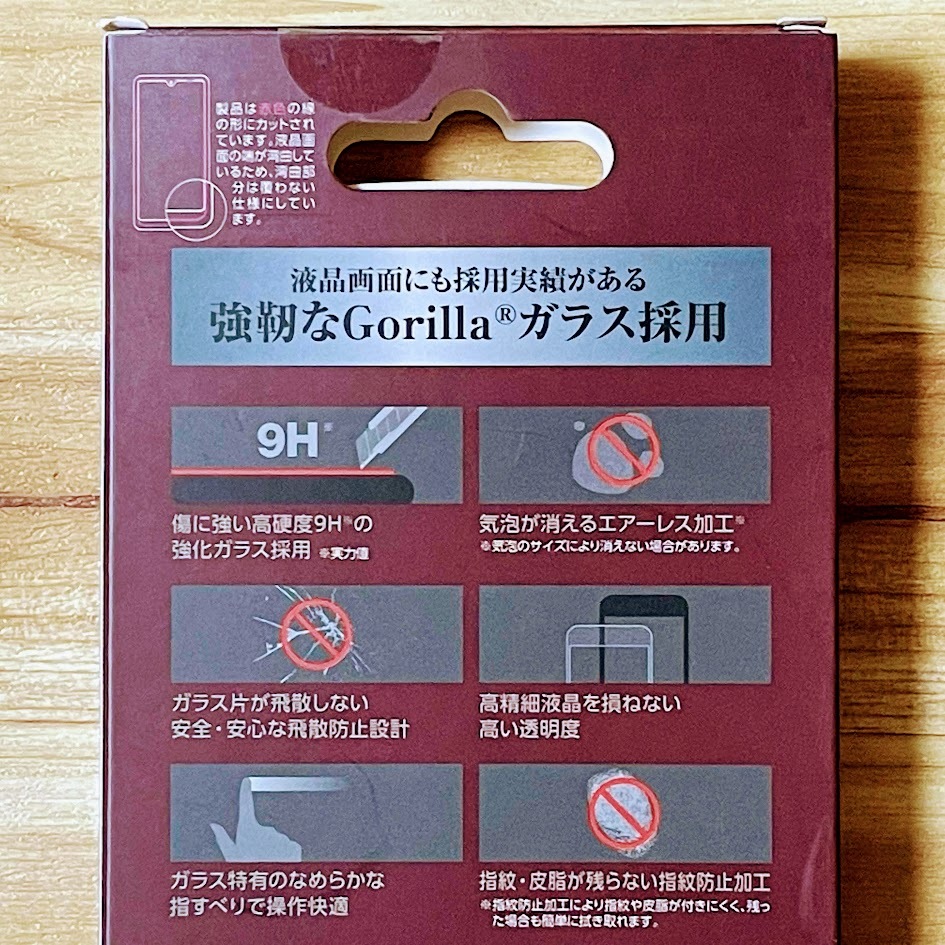 製品は赤色の線
の形にカットされ
ています。液晶画
面の端が湾曲して
いるため、湾曲部
分は覆わない
仕様にしてい
ます。
液晶画面にも採用実績がある
強靭なGorilla®ガラス採用
9H※
傷に強い高硬度9H※の
強化ガラス採用 ※実力値
気泡が消えるエアーレス加工※
※気泡のサイズにより消えない場合があります。
ガラス片が飛散しない
安全・安心な飛散防止設計
高精細液晶を損ねない
高い透明度
ガラス特有のなめらかな
指すべりで操作快適
指紋・皮脂が残らない指紋防止加工
※指紋防止加工により指紋や皮脂が付きにくく、残っ
た場合も簡単に拭き取れます。